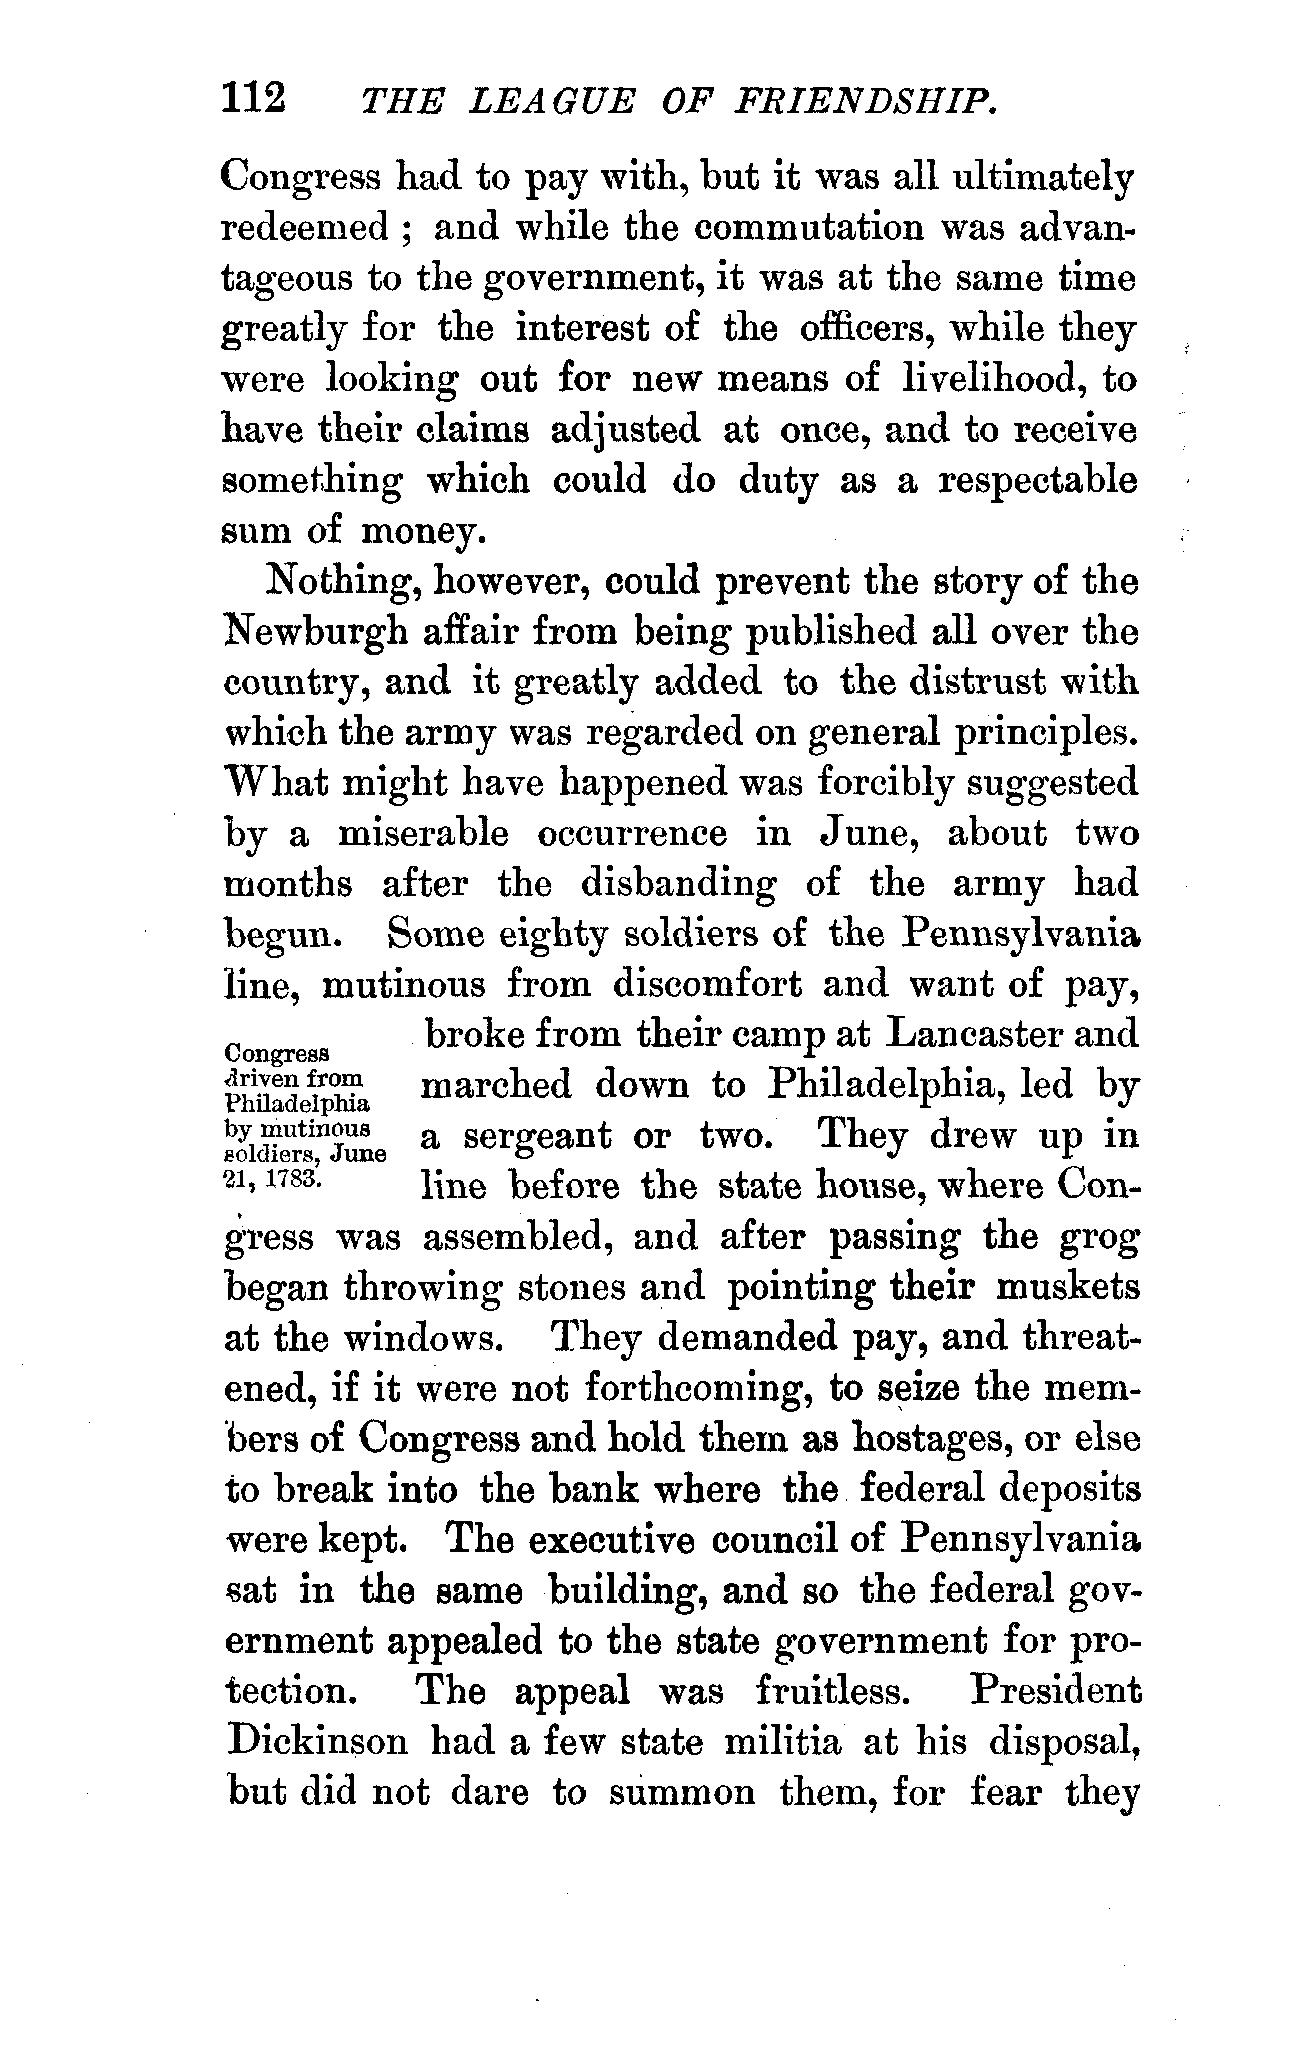 112 THE LEAGUE OF FRIENDSHIP.
Congress had to pay with, but it was all ultimately
redeemed ; and while the commutation was advan-
tageous to the government, it was at the same time
greatly for the interest of the officers, while they
were looking out for new means of livelihood, to
have their claims adjusted at once, and to receive
something which could do duty as a respectable
sum of money.
Nothing, however, could prevent the story of the
Newburgh affair from being published all over the
country, and it greatly added to the distrust with
which the army was regarded on general principles.
What might have happened was forcibly suggested
by a miserable occurrence in June, about two
months after the disbanding of the army had
begun. Some eighty soldiers of the Pennsylvania
line, mutinous from discomfort and want of pay,
Congress
driven from
Philadelphia
by mutinous
soldiers, June
21, 1783.
broke from their camp at Lancaster and
marched down to Philadelphia, led by
a sergeant or two. They drew up in
line before the state house, where Con-
gress was assembled, and after passing the grog
began throwing stones and pointing their muskets
at the windows. They demanded pay, and threat-
ened, if it were not forthcoming, to seize the mem-
bers of Congress and hold them as hostages, or else
to break into the bank where the federal deposits
were kept. The executive council of Pennsylvania
sat in the same building, and so the federal gov-
ernment appealed to the state government for pro-
tection. The appeal was fruitless. President
Dickinson had a few state militia at his disposal,
but did not dare to summon them, for fear they